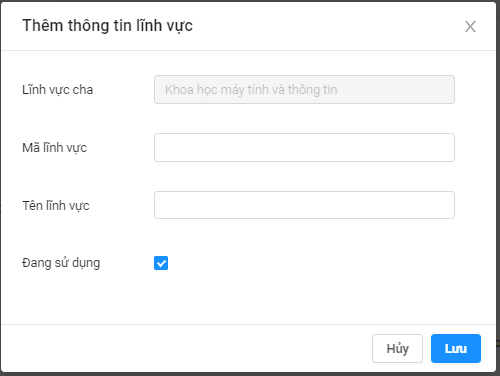 Thêm thông tin lĩnh vực
Lĩnh vực cha
Khoa học máy tính và thông tin
Mã lĩnh vực
Tên lĩnh vực
Đang sử dụng
Hủy
Lưu